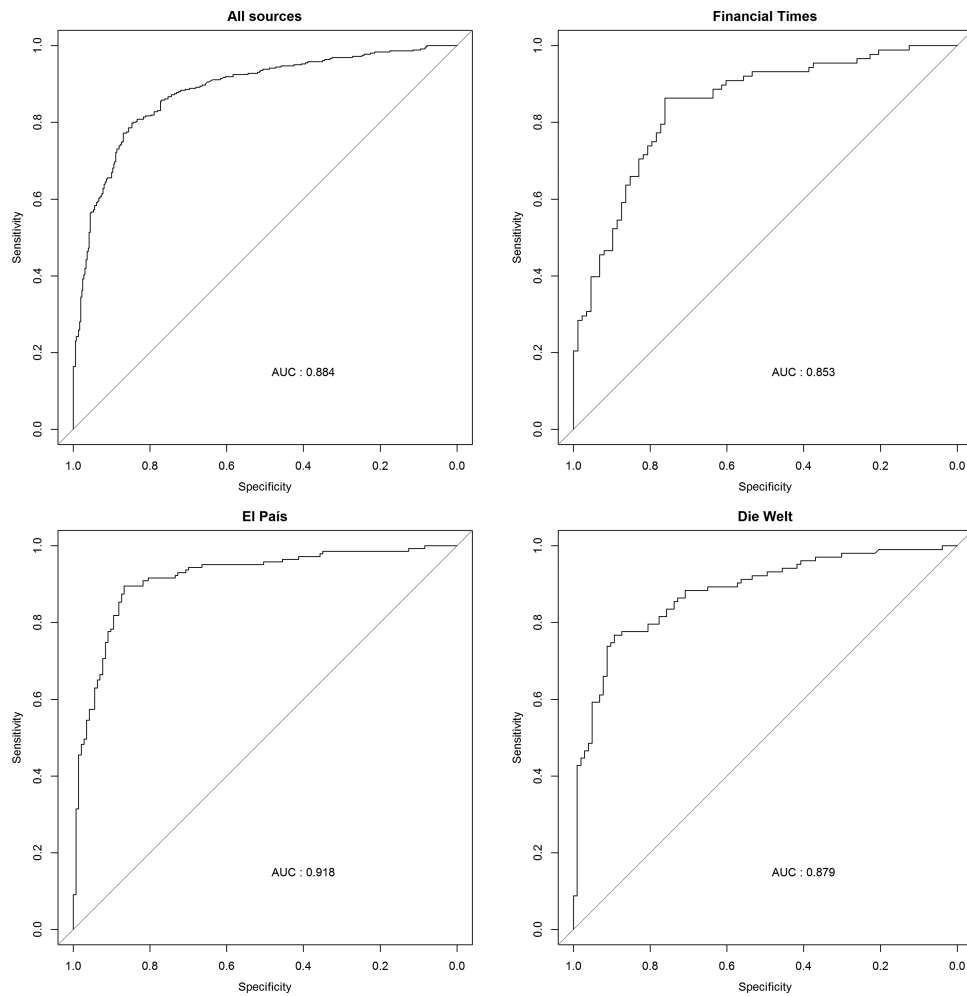 All sources
Sensitivity
1.0
0.8
0.6
0.4
0.2
0.0
AUC : 0.884
1.0 0.8 0.6 0.4 0.2 0.0
Specificity
Financial Times
Sensitivity
1.0
0.8
0.6
0.4
0.2
0.0
AUC : 0.853
1.0 0.8 0.6 0.4 0.2 0.0
Specificity
El País
Sensitivity
1.0
0.8
0.6
0.4
0.2
0.0
AUC : 0.918
1.0 0.8 0.6 0.4 0.2 0.0
Specificity
Die Welt
Sensitivity
1.0
0.8
0.6
0.4
0.2
0.0
AUC : 0.879
1.0 0.8 0.6 0.4 0.2 0.0
Specificity